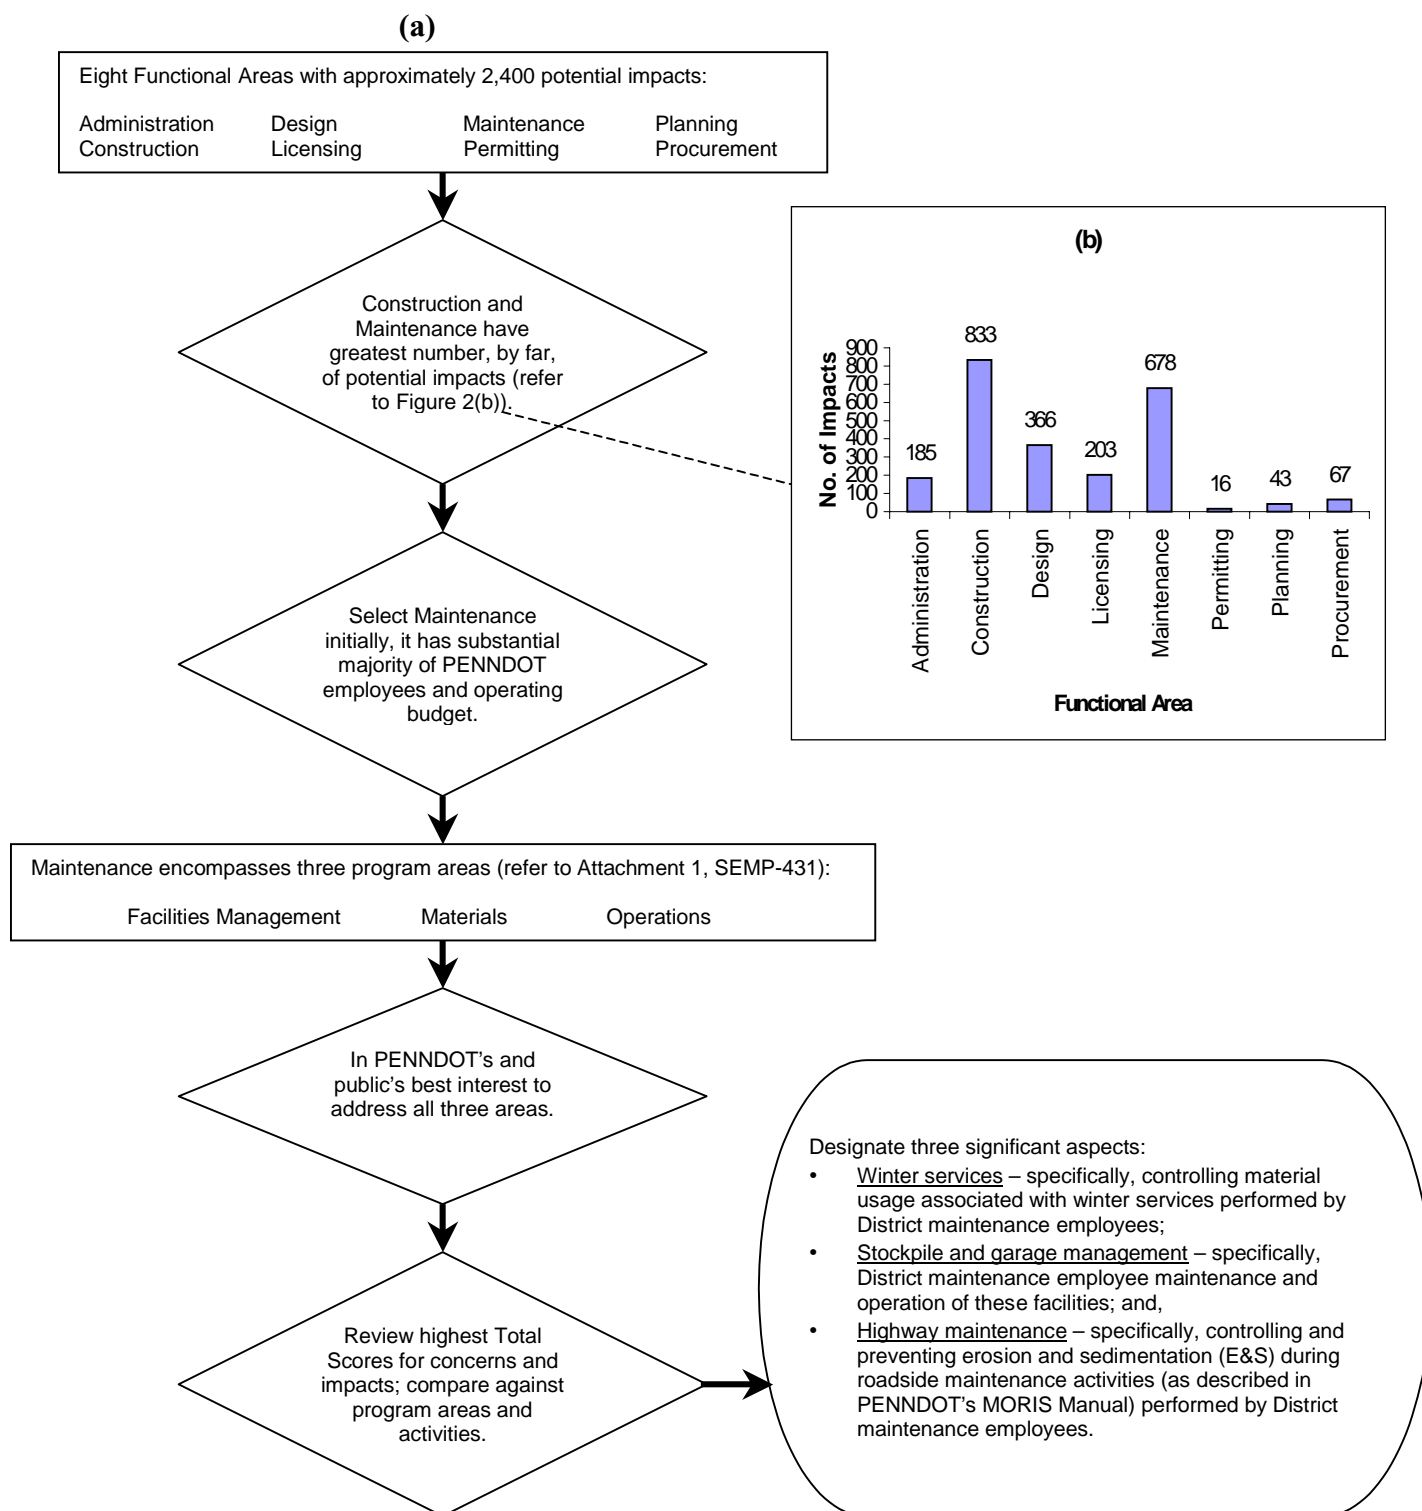 (a)
Eight Functional Areas with approximately 2,400 potential impacts:
Administration Design Maintenance Planning
Construction Licensing Permitting Procurement
Construction and
Maintenance have
greatest number, by far,
of potential impacts (refer
to Figure 2(b)).
(b)
No. of Impacts
900
800
700
600
500
400
300
200
100
0
185
833
366
203
678
16
43
67
Administration
Construction
Design
Licensing
Maintenance
Permitting
Planning
Procurement
Functional Area
Select Maintenance
initially, it has substantial
majority of PENNDOT
employees and operating
budget.
Maintenance encompasses three program areas (refer to Attachment 1, SEMP-431):
Facilities Management Materials Operations
In PENNDOT's and
public's best interest to
address all three areas.
Review highest Total
Scores for concerns and
impacts; compare against
program areas and
activities.
Designate three significant aspects:
• Winter services – specifically, controlling material
usage associated with winter services performed by
District maintenance employees;
• Stockpile and garage management – specifically,
District maintenance employee maintenance and
operation of these facilities; and,
• Highway maintenance – specifically, controlling and
preventing erosion and sedimentation (E&S) during
roadside maintenance activities (as described in
PENNDOT's MORIS Manual) performed by District
maintenance employees.